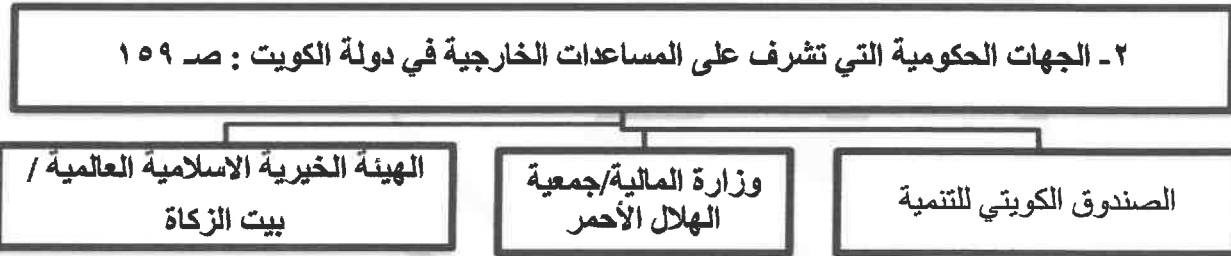 ٢- الجهات الحكومية التي تشرف على المساعدات الخارجية في دولة الكويت : صـ ١٥٩
الصندوق الكويتي للتنمية
وزارة المالية/جمعية
الهلال الأحمر
الهيئة الخيرية الاسلامية العالمية /
بيت الزكاة